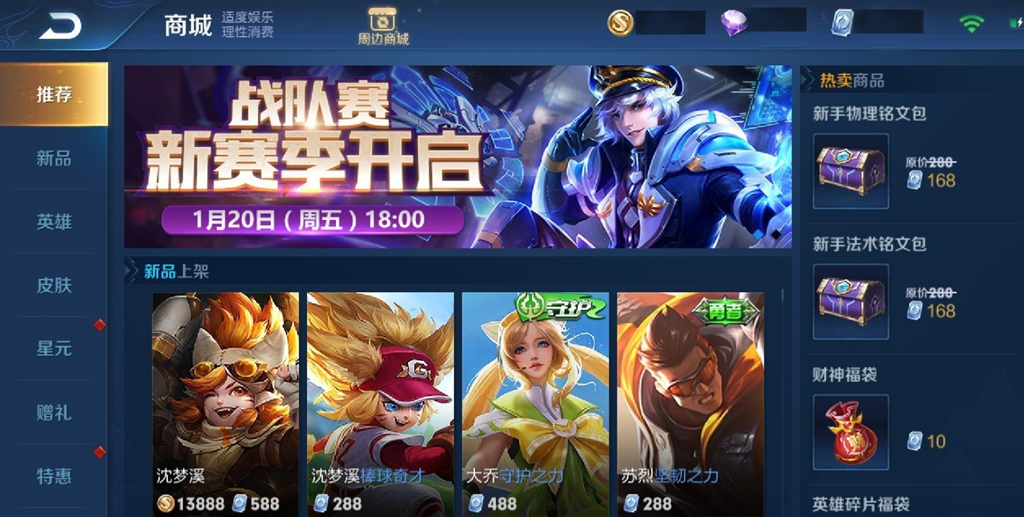 商城
适度娱乐
理性消费
周边商城
推荐
新品
英雄
皮肤
星元
赠礼
特惠
战队赛
新赛季开启
1月20日(周五)18:00
新品上架
沈梦溪
13888 588
G
沈梦溪棒球奇才
288
守护之力
大乔守护之力
488
勇者
苏烈坚韧之力
288
热卖商品
新手物理铭文包
原价288
168
新手法术铭文包
原价288
168
财神福袋
10
英雄碎片福袋